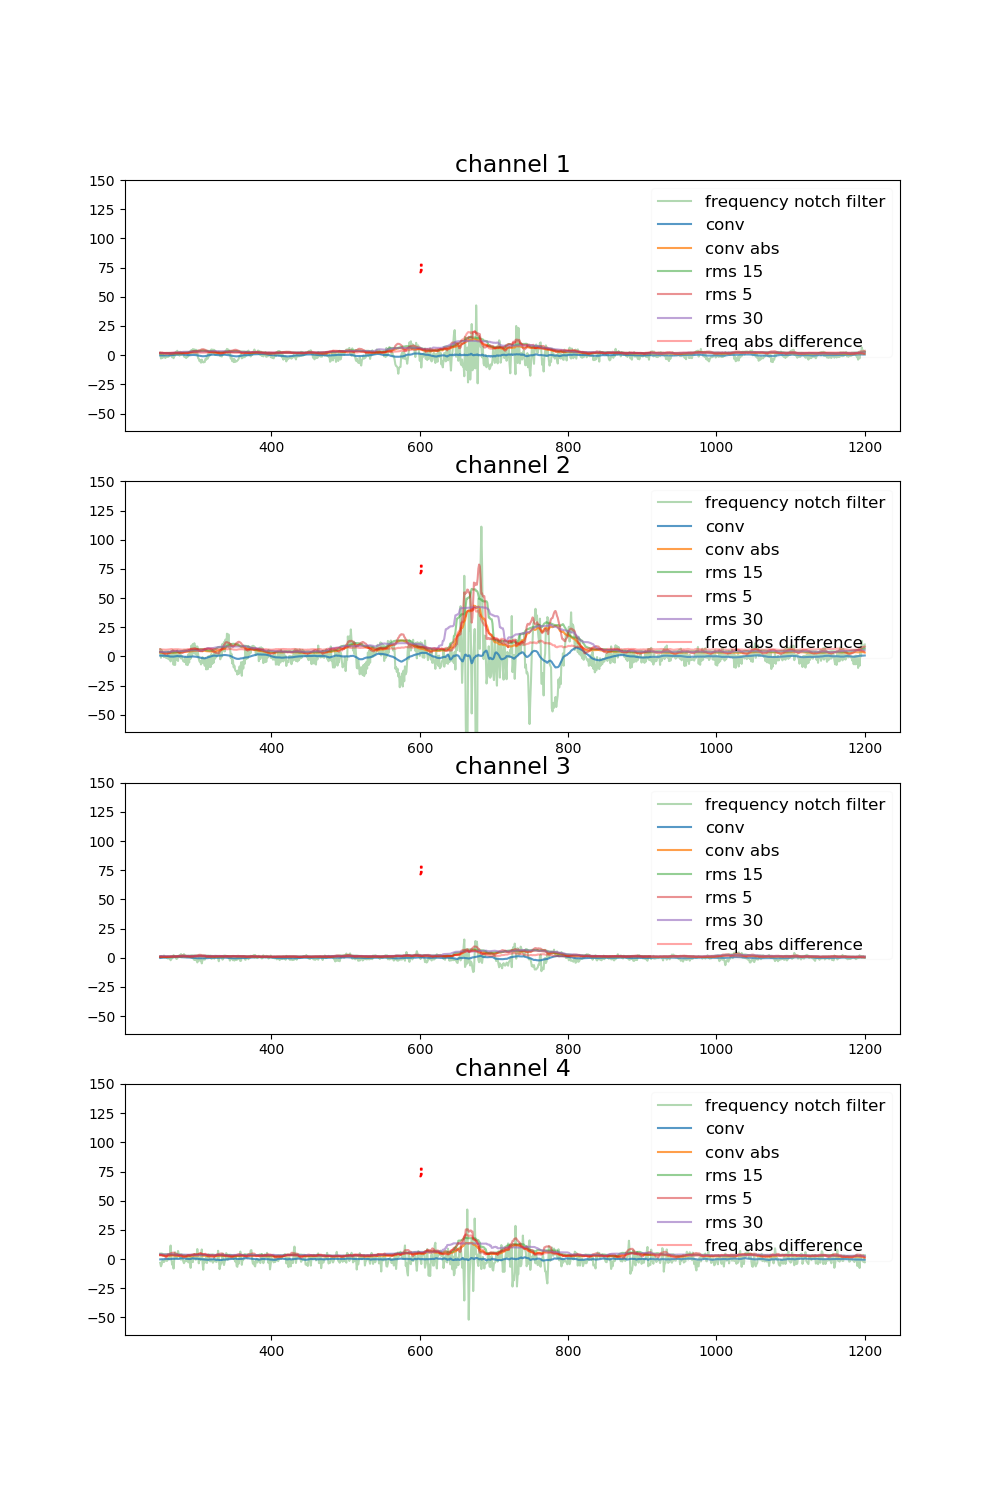 channel 1
150
125
100
75
50
25
0
−25
−50
frequency notch filter
conv
conv abs
rms 15
rms 5
rms 30
freq abs difference
;
400 600 800 1000 1200
channel 2
150
125
100
75
50
25
0
−25
−50
frequency notch filter
conv
conv abs
rms 15
rms 5
rms 30
freq abs difference
;
400 600 800 1000 1200
channel 3
150
125
100
75
50
25
0
−25
−50
frequency notch filter
conv
conv abs
rms 15
rms 5
rms 30
freq abs difference
;
400 600 800 1000 1200
channel 4
150
125
100
75
50
25
0
−25
−50
frequency notch filter
conv
conv abs
rms 15
rms 5
rms 30
freq abs difference
;
400 600 800 1000 1200